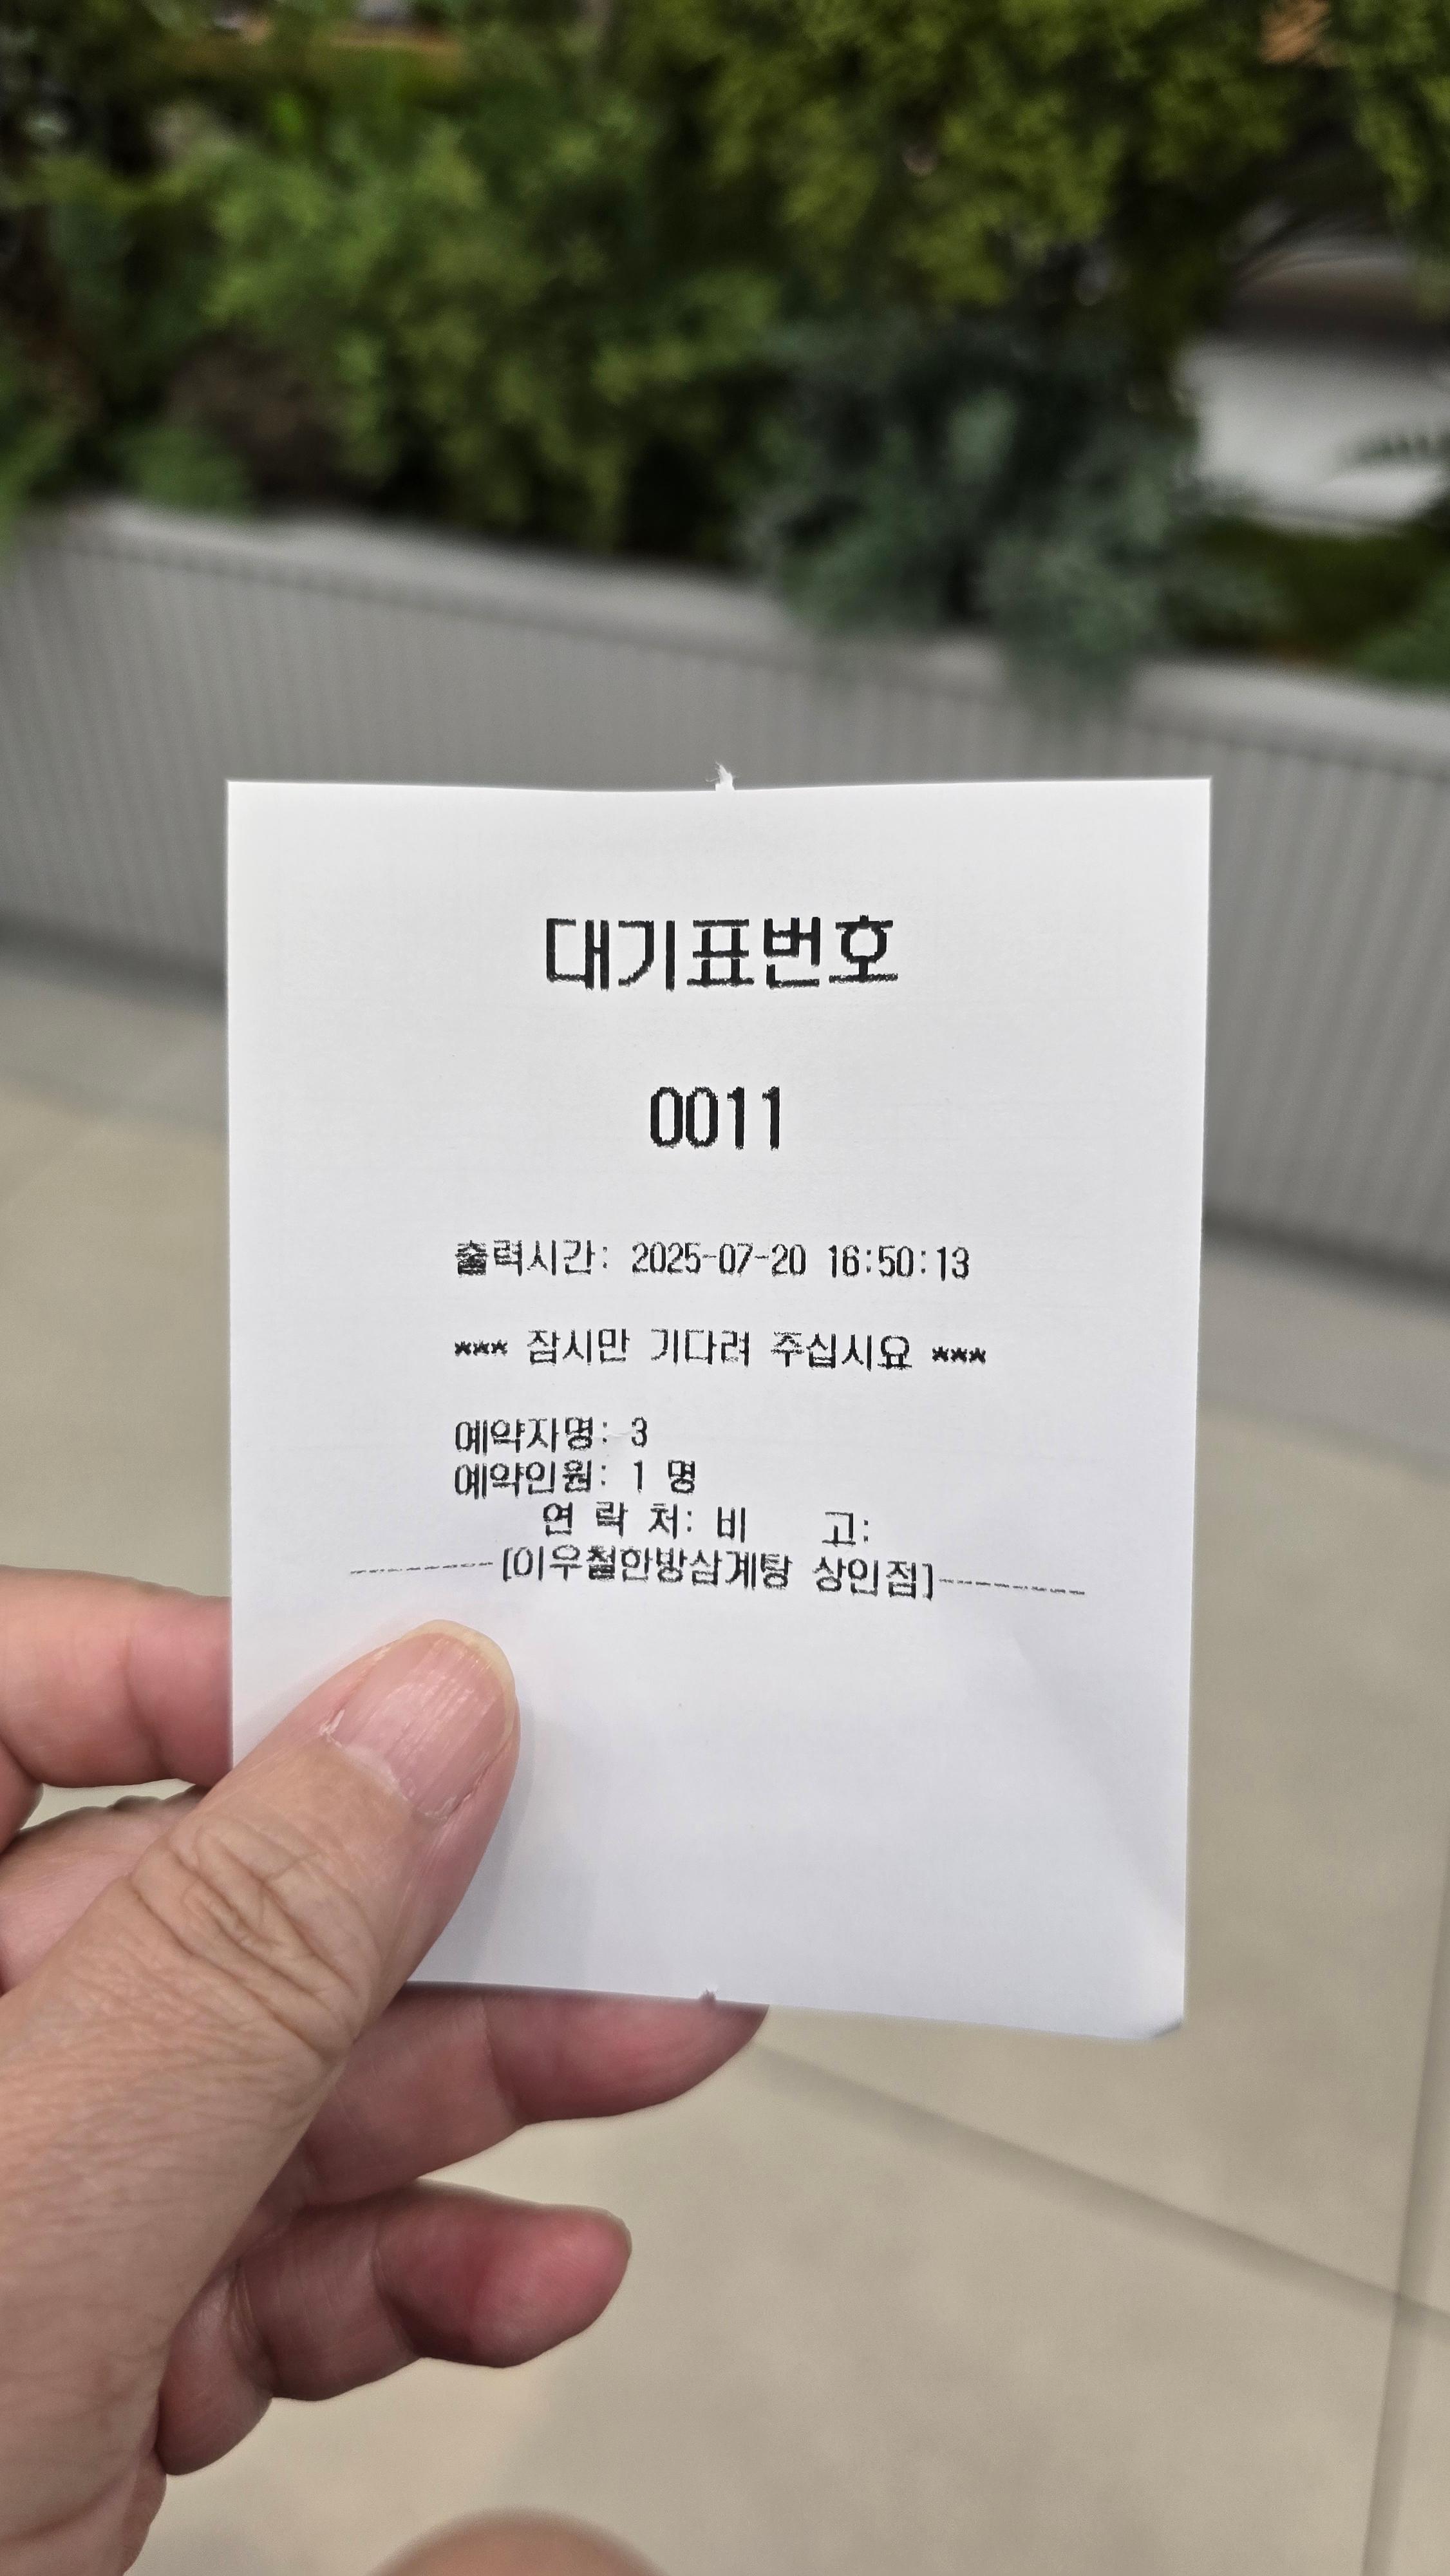 대기표번호
0011
출력시간: 2025-07-20 16:50:13
*** 잠시만 기다려 주십시요 ***
예약자명: 3
예약인원: 1 명
연 락 처: 비 고:
---------[이우철한방삼계탕 상인점]---------